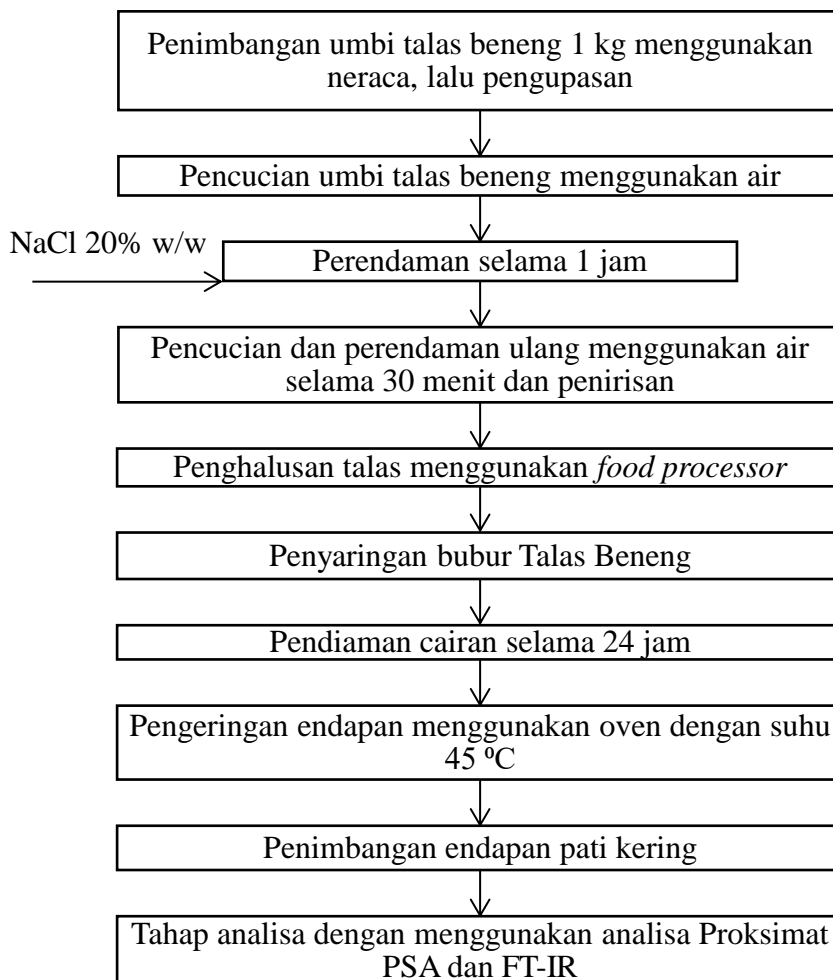 Penimbangan umbi talas beneng 1 kg menggunakan
neraca, lalu pengupasan
Pencucian umbi talas beneng menggunakan air
NaCl 20% w/w
Perendaman selama 1 jam
Pencucian dan perendaman ulang menggunakan air
selama 30 menit dan penirisan
Penghalusan talas menggunakan food processor
Penyaringan bubur Talas Beneng
Pendiaman cairan selama 24 jam
Pengeringan endapan menggunakan oven dengan suhu
45 ⁰C
Penimbangan endapan pati kering
Tahap analisa dengan menggunakan analisa Proksimat
PSA dan FT-IR